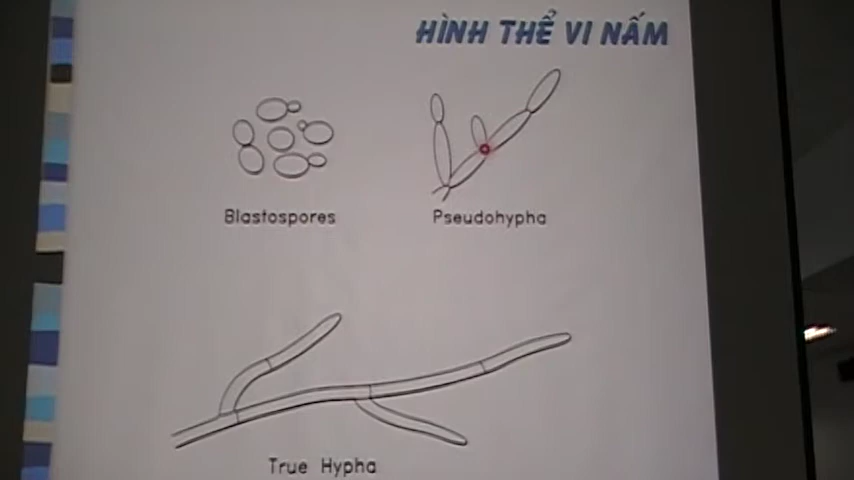 HÌNH THỂ VI NẤM
Blastospores
Pseudohypha
True Hypha